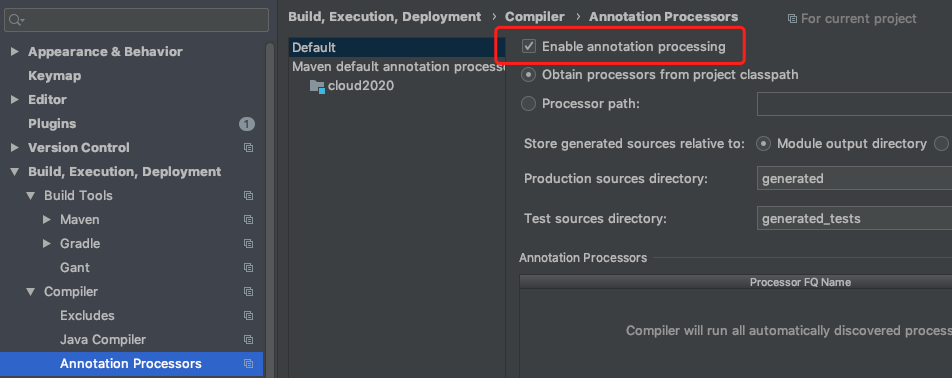 Build, Execution, Deployment › Compiler › Annotation Processors
For current project
Appearance & Behavior
Keymap
Editor
Plugins 1
Version Control
Build, Execution, Deployment
Build Tools
Maven
Gradle
Gant
Compiler
Excludes
Java Compiler
Annotation Processors
Default
Maven default annotation process
cloud2020
Enable annotation processing
Obtain processors from project classpath
Processor path:
Store generated sources relative to: Module output directory
Production sources directory: generated
Test sources directory: generated_tests
Annotation Processors
Processor FQ Name
Compiler will run all automatically discovered proces